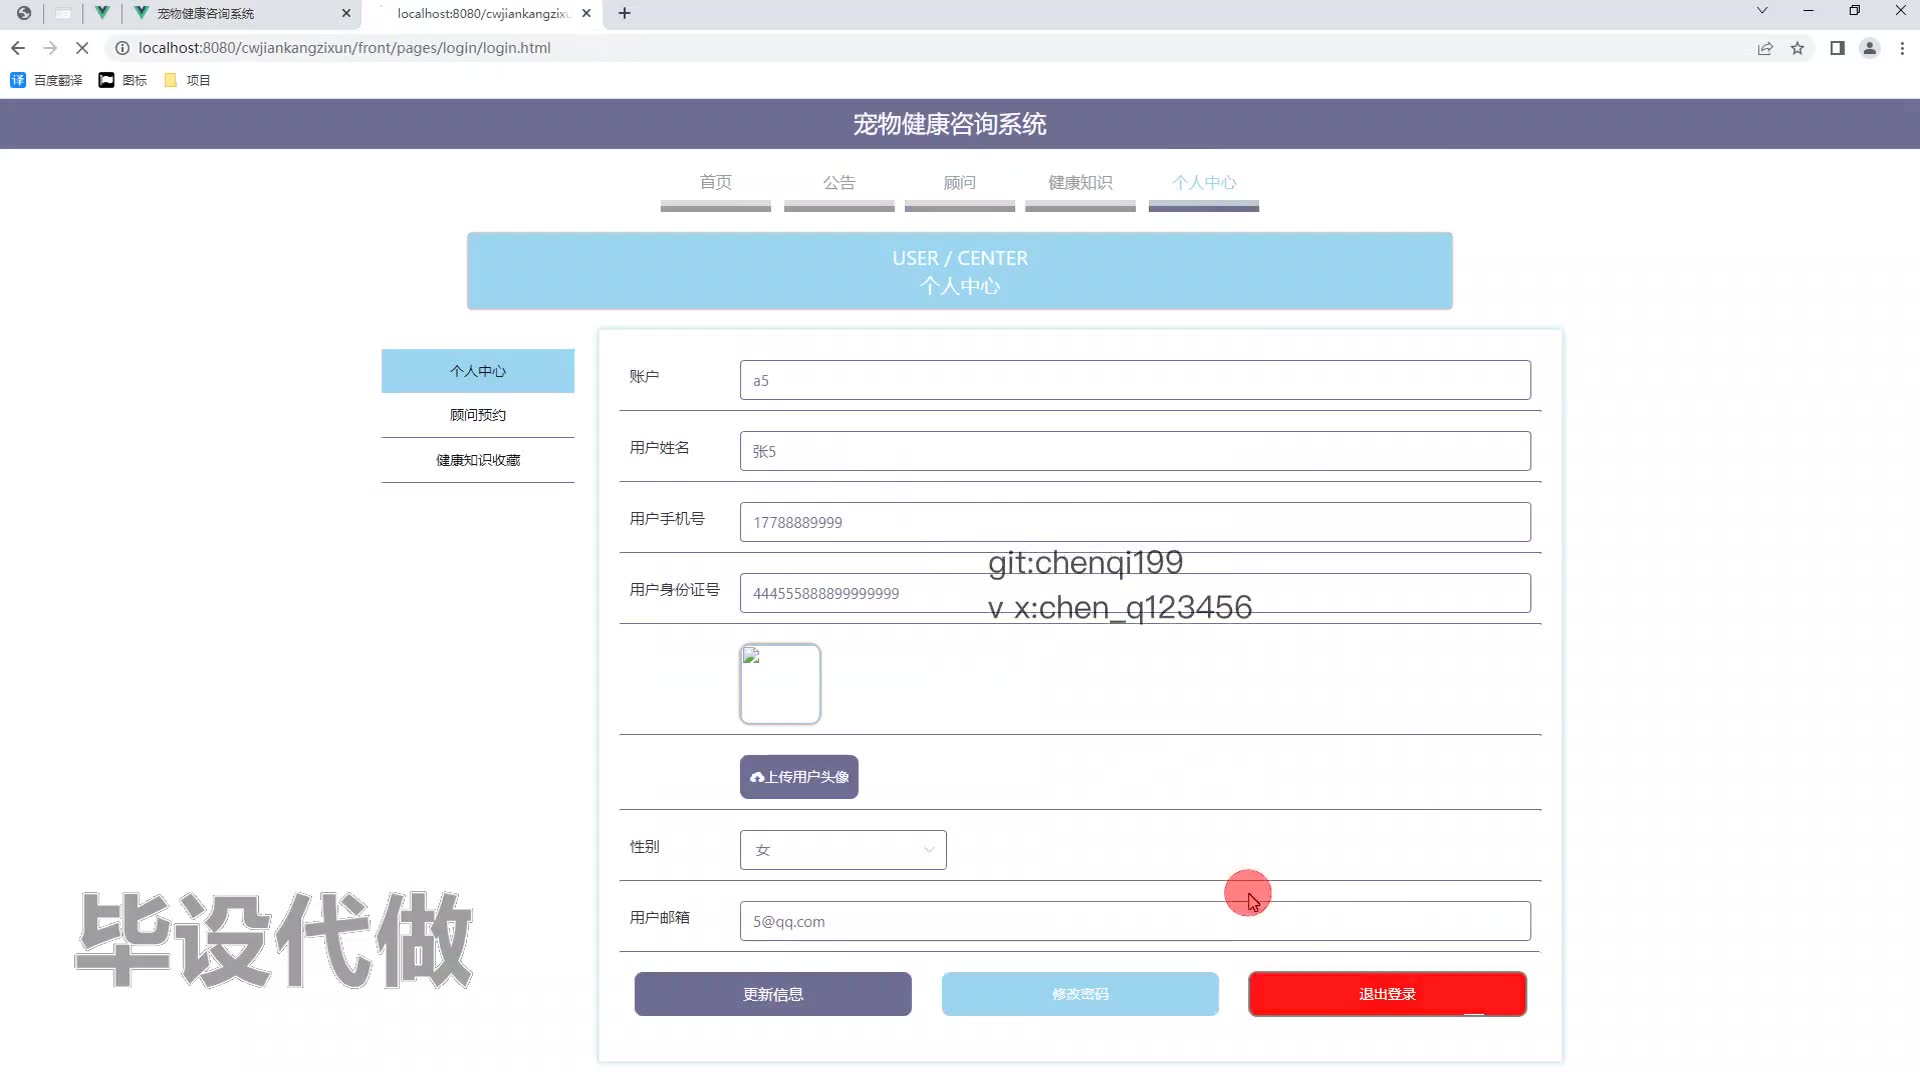 宠物健康咨询系统
localhost:8080/cwjiankangzixu
localhost:8080/cwjiankangzixun/front/pages/login/login.html
译 百度翻译 图标 项目
宠物健康咨询系统
首页 公告 顾问 健康知识 个人中心
USER / CENTER
个人中心
个人中心
顾问预约
健康知识收藏
账户 a5
用户姓名 张5
用户手机号 17788889999
git:chenqi199
用户身份证号 444555888899999999
v x:chen_q123456
上传用户头像
性别 女
用户邮箱 5@qq.com
毕设代做
更新信息 修改密码 退出登录